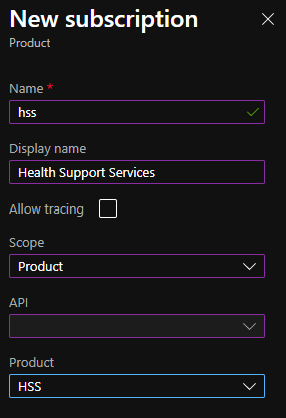 New subscription
Product
Name *
hss
Display name
Health Support Services
Allow tracing
Scope
Product
API
Product
HSS